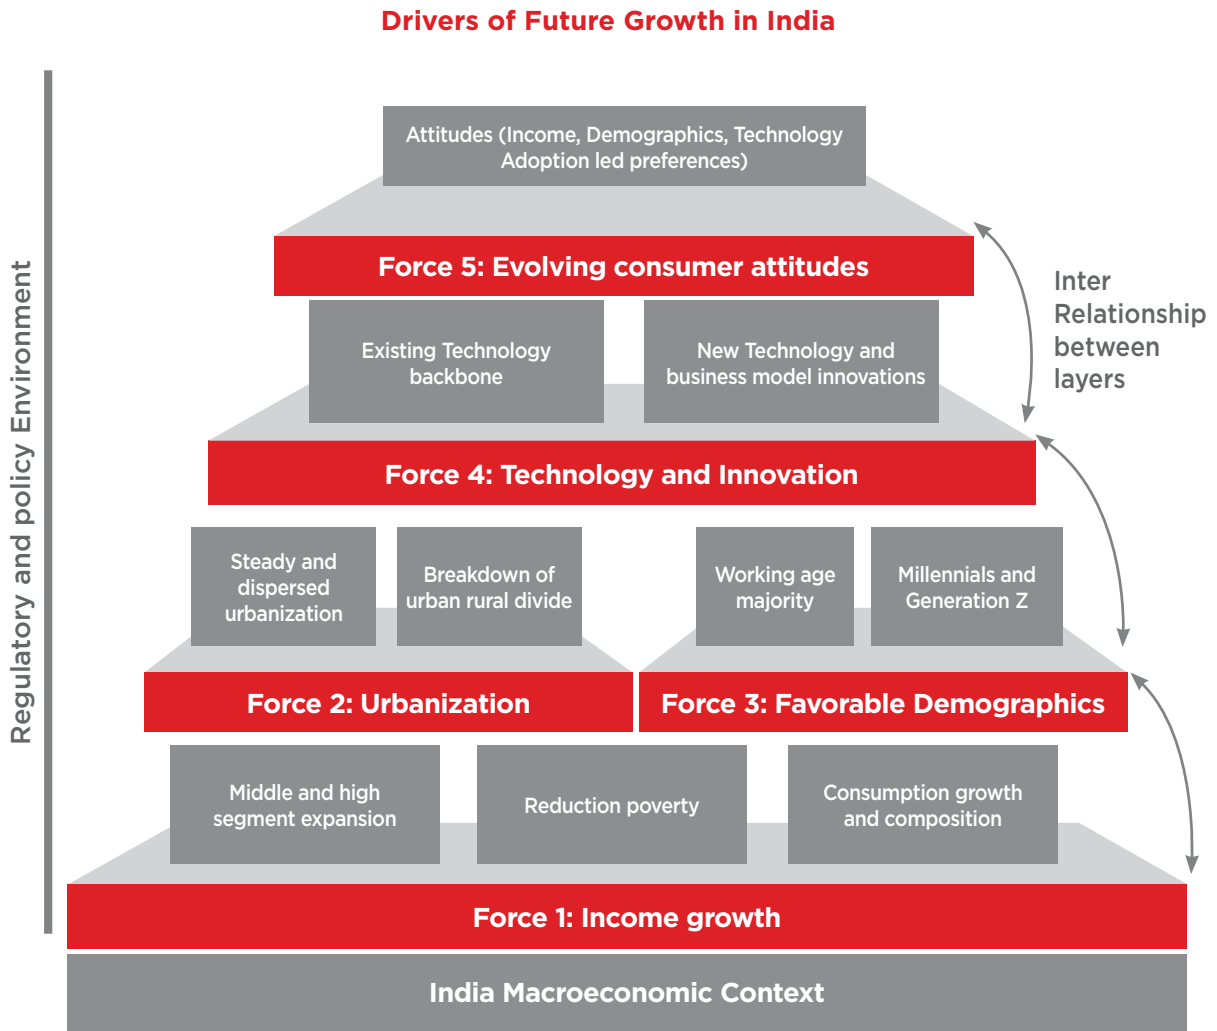 Drivers of Future Growth in India
Regulatory and policy Environment
Attitudes (Income, Demographics, Technology
Adoption led preferences)
Force 5: Evolving consumer attitudes
Inter
Relationship
between
layers
Existing Technology
backbone
New Technology and
business model innovations
Force 4: Technology and Innovation
Steady and
dispersed
urbanization
Breakdown of
urban rural divide
Working age
majority
Millennials and
Generation Z
Force 2: Urbanization
Force 3: Favorable Demographics
Middle and high
segment expansion
Reduction poverty
Consumption growth
and composition
Force 1: Income growth
India Macroeconomic Context